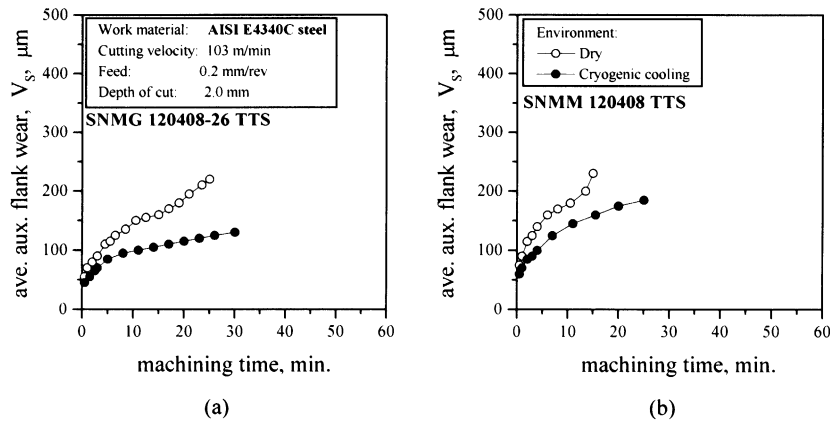 500
400
300
200
100
0
ave. aux. flank wear, VS, μm
Work material: AISI E4340C steel
Cutting velocity: 103 m/min
Feed: 0.2 mm/rev
Depth of cut: 2.0 mm
SNMG 120408-26 TTS
0 10 20 30 40 50 60
machining time, min.
(a)
500
400
300
200
100
0
ave. aux. flank wear, VS, μm
Environment:
Dry
Cryogenic cooling
SNMM 120408 TTS
0 10 20 30 40 50 60
machining time, min.
(b)